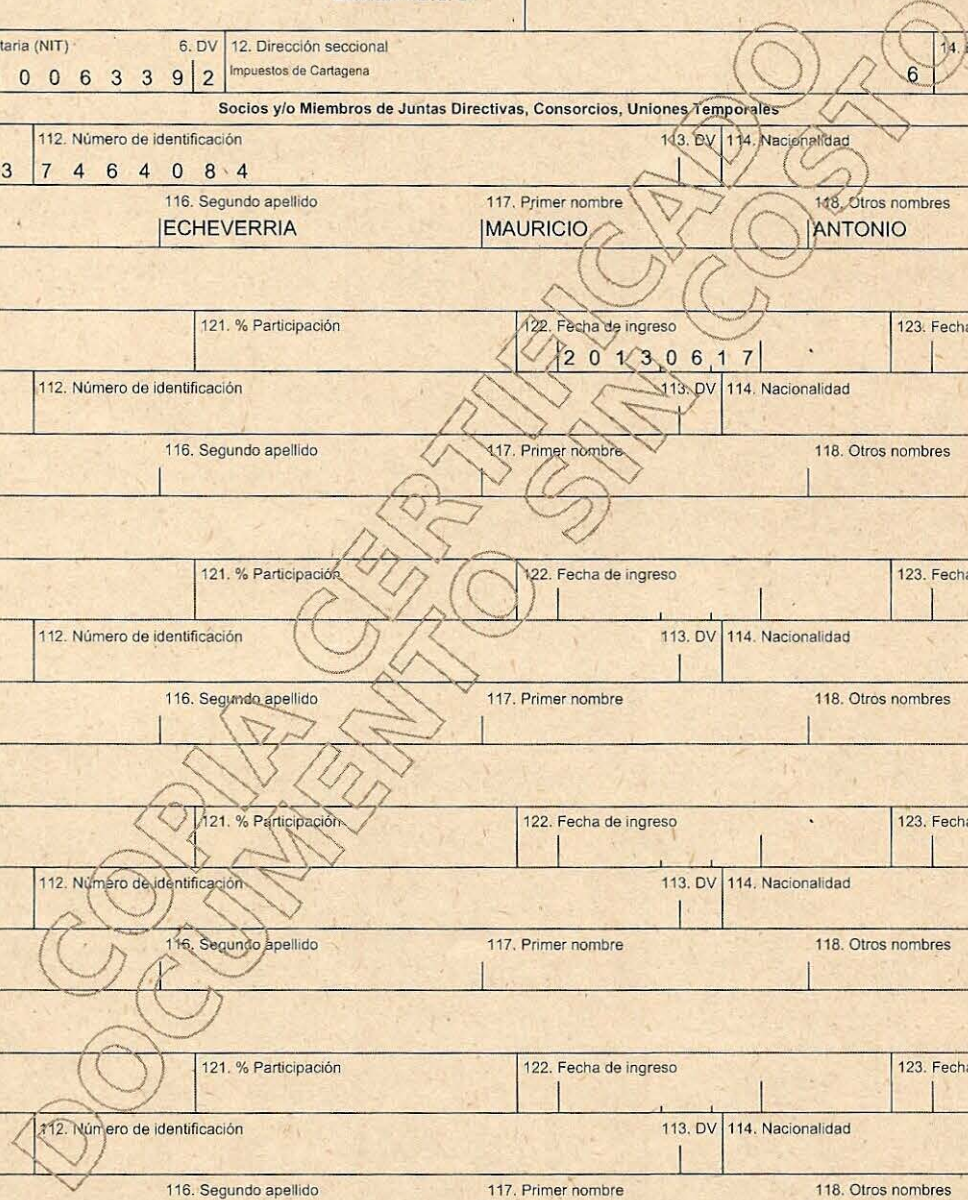 taria (NIT) 6. DV 12. Dirección seccional 14.
0 0 6 3 3 9 2 Impuestos de Cartagena 6
Socios y/o Miembros de Juntas Directivas, Consorcios, Uniones Temporales
112. Número de identificación 113. DV 114. Nacionalidad
3 7 4 6 4 0 8 4
116. Segundo apellido 117. Primer nombre 118. Otros nombres
ECHEVERRIA MAURICIO ANTONIO
121. % Participación 122. Fecha de ingreso 123. Fecha
2 0 1 3 0 6 1 7
112. Número de identificación 113. DV 114. Nacionalidad
116. Segundo apellido 117. Primer nombre 118. Otros nombres
121. % Participación 122. Fecha de ingreso 123. Fecha
112. Número de identificación 113. DV 114. Nacionalidad
116. Segundo apellido 117. Primer nombre 118. Otros nombres
121. % Participación 122. Fecha de ingreso 123. Fecha
112. Número de identificación 113. DV 114. Nacionalidad
116. Segundo apellido 117. Primer nombre 118. Otros nombres
121. % Participación 122. Fecha de ingreso 123. Fecha
112. Número de identificación 113. DV 114. Nacionalidad
116. Segundo apellido 117. Primer nombre 118. Otros nombres
COPIA CERTIFICADO
DOCUMENTO SIN COSTO